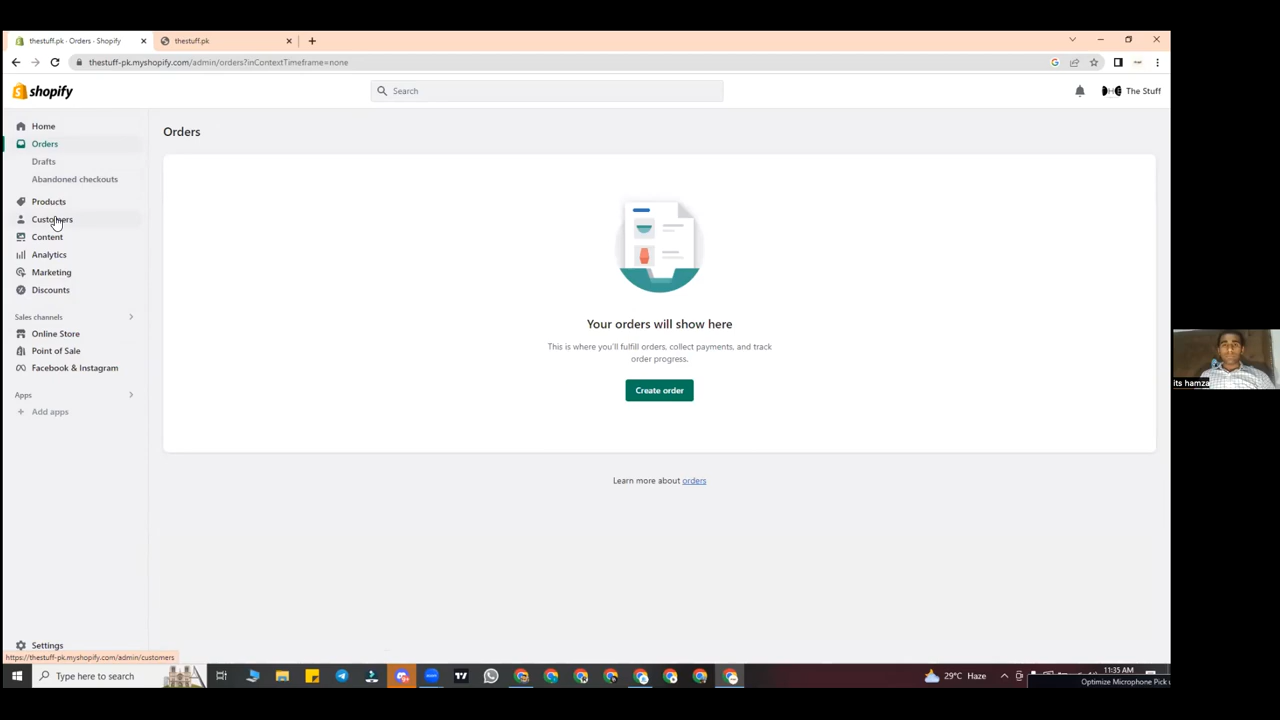 thestuff.pk · Orders · Shopify
thestuff.pk
thestuff-pk.myshopify.com/admin/orders?inContextTimeframe=none
shopify
Search
The Stuff
Home
Orders
Drafts
Abandoned checkouts
Products
Customers
Content
Analytics
Marketing
Discounts
Sales channels
Online Store
Point of Sale
Facebook & Instagram
Apps
Add apps
Settings
Orders
Your orders will show here
This is where you'll fulfill orders, collect payments, and track
order progress.
Create order
Learn more about orders
its hamza
https://thestuff-pk.myshopify.com/admin/customers
Type here to search
29°C Haze
11:35 AM
Optimize Microphone Pick